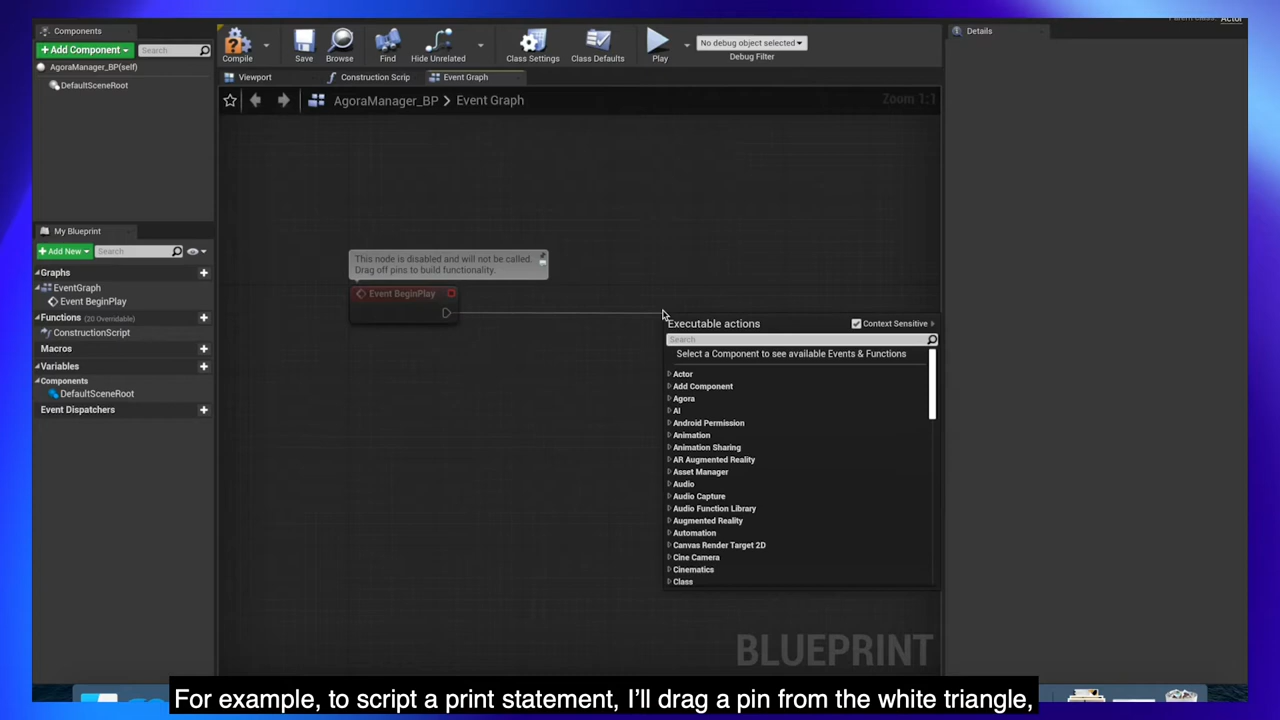 Parent Class: Actor
Components
+ Add Component
Search
AgoraManager_BP(self)
DefaultSceneRoot
Compile
Save
Browse
Find
Hide Unrelated
Class Settings
Class Defaults
Play
No debug object selected
Debug Filter
Details
Viewport
Construction Scrip
Event Graph
AgoraManager_BP > Event Graph
Zoom 1:1
My Blueprint
+ Add New
Search
Graphs
EventGraph
Event BeginPlay
Functions (20 Overridable)
ConstructionScript
Macros
Variables
Components
DefaultSceneRoot
Event Dispatchers
This node is disabled and will not be called.
Drag off pins to build functionality.
Event BeginPlay
Executable actions
Context Sensitive
Search
Select a Component to see available Events & Functions
Actor
Add Component
Agora
AI
Android Permission
Animation
Animation Sharing
AR Augmented Reality
Asset Manager
Audio
Audio Capture
Audio Function Library
Augmented Reality
Automation
Canvas Render Target 2D
Cine Camera
Cinematics
Class
BLUEPRINT
For example, to script a print statement, I'll drag a pin from the white triangle,